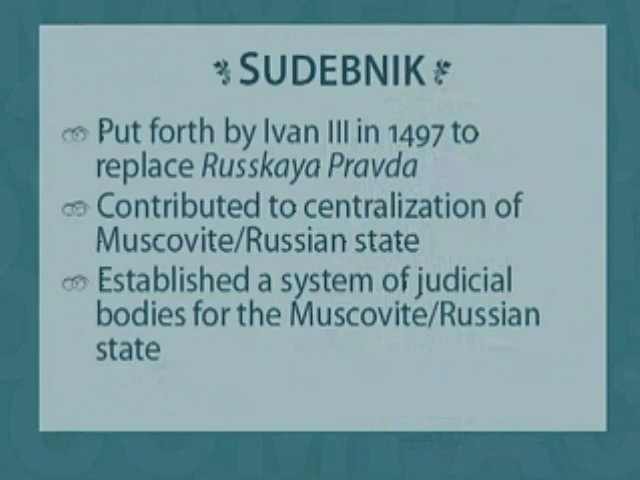 SUDEBNIK
Put forth by Ivan III in 1497 to
replace Russkaya Pravda
Contributed to centralization of
Muscovite/Russian state
Established a system of judicial
bodies for the Muscovite/Russian
state